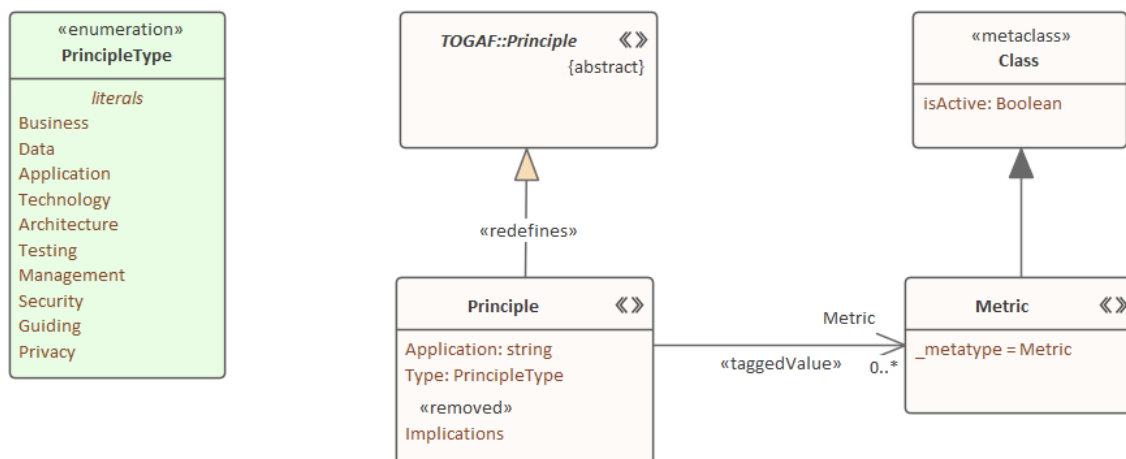 «enumeration»
PrincipleType
literals
Business
Data
Application
Technology
Architecture
Testing
Management
Security
Guiding
Privacy
TOGAF::Principle
{abstract}
«metaclass»
Class
isActive: Boolean
«redefines»
Principle
Application: string
Type: PrincipleType
«removed»
Implications
Metric
«taggedValue»
0..*
Metric
_metatype = Metric